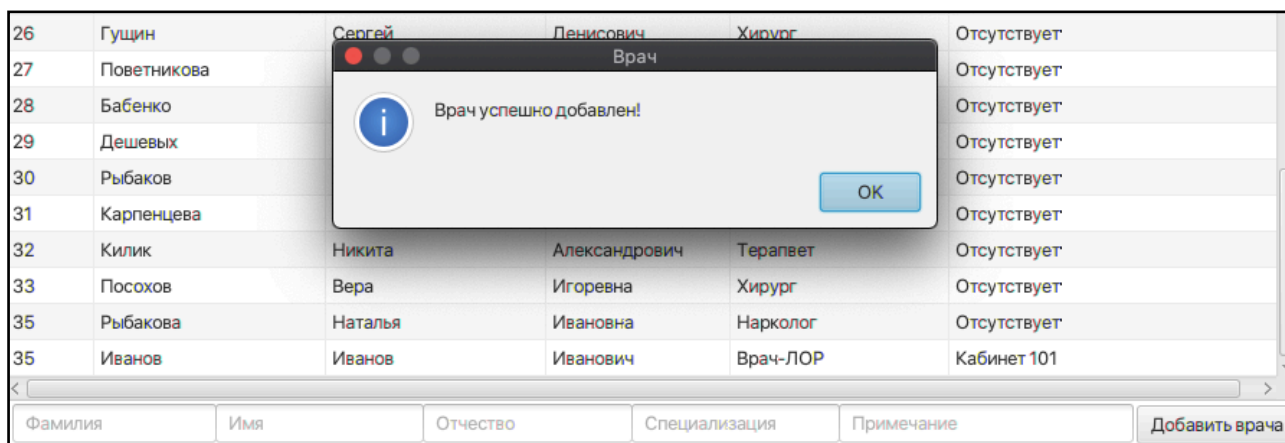 26 Гущин Сергей Денисович Хирург Отсутствует
Врач
27 Поветникова Отсутствует
28 Бабенко Врач успешно добавлен! Отсутствует
29 Дешевых Отсутствует
30 Рыбаков OK Отсутствует
31 Карпенцева Отсутствует
32 Килик Никита Александрович Терапвет Отсутствует
33 Посохов Вера Игоревна Хирург Отсутствует
35 Рыбакова Наталья Ивановна Нарколог Отсутствует
35 Иванов Иванов Иванович Врач-ЛОР Кабинет 101
Фамилия Имя Отчество Специализация Примечание Добавить врача